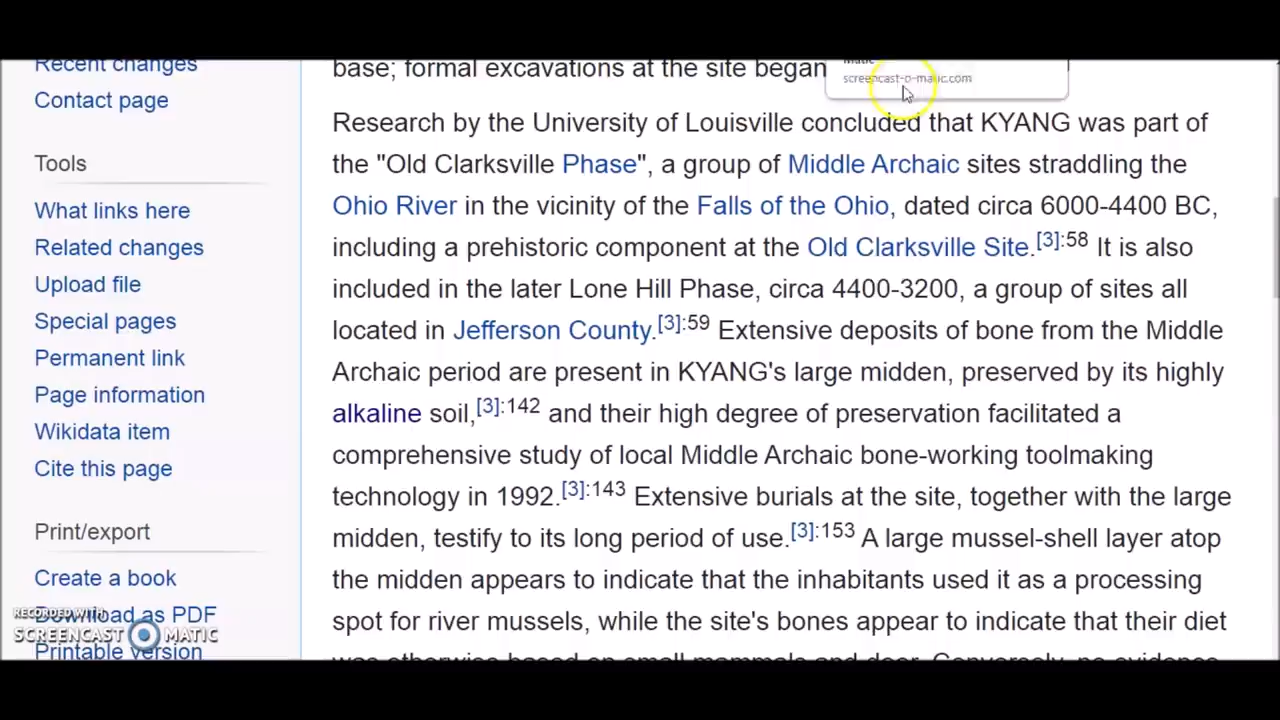 Recent changes
Contact page
Tools
What links here
Related changes
Upload file
Special pages
Permanent link
Page information
Wikidata item
Cite this page
Print/export
Create a book
Download as PDF
Printable version
RECORDED WITH
SCREENCAST MATIC
base; formal excavations at the site began
screencast-o-matic.com
Research by the University of Louisville concluded that KYANG was part of
the "Old Clarksville Phase", a group of Middle Archaic sites straddling the
Ohio River in the vicinity of the Falls of the Ohio, dated circa 6000-4400 BC,
including a prehistoric component at the Old Clarksville Site.[3]:58 It is also
included in the later Lone Hill Phase, circa 4400-3200, a group of sites all
located in Jefferson County.[3]:59 Extensive deposits of bone from the Middle
Archaic period are present in KYANG's large midden, preserved by its highly
alkaline soil,[3]:142 and their high degree of preservation facilitated a
comprehensive study of local Middle Archaic bone-working toolmaking
technology in 1992.[3]:143 Extensive burials at the site, together with the large
midden, testify to its long period of use.[3]:153 A large mussel-shell layer atop
the midden appears to indicate that the inhabitants used it as a processing
spot for river mussels, while the site's bones appear to indicate that their diet
was otherwise based on small mammals and deer. Conversely, no evidence